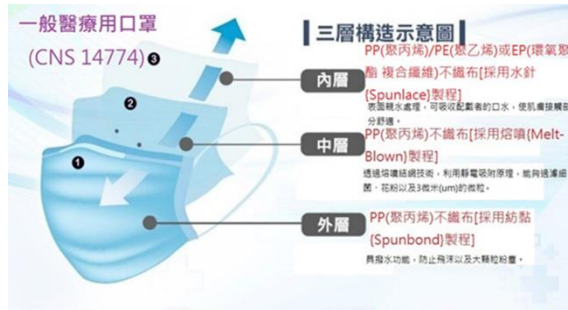 一般醫療用口罩
(CNS 14774)
三層構造示意圖
3
2
1
內層
PP(聚丙烯)/PE(聚乙烯)或EP(環氧聚
酯 複合纖維)不織布[採用水針
(Spunlace)製程]
表面親水處理，可吸收配戴者的口水，使肌膚接觸部
分舒適。
中層
PP(聚丙烯)不織布[採用熔噴(Melt-
Blown)製程]
透過熔噴結網技術，利用靜電吸附原理，能夠過濾細
菌、花粉以及3微米(um)的微粒。
外層
PP(聚丙烯)不織布[採用紡黏
(Spunbond)製程]
具撥水功能，防止飛沫以及大顆粒粉塵。